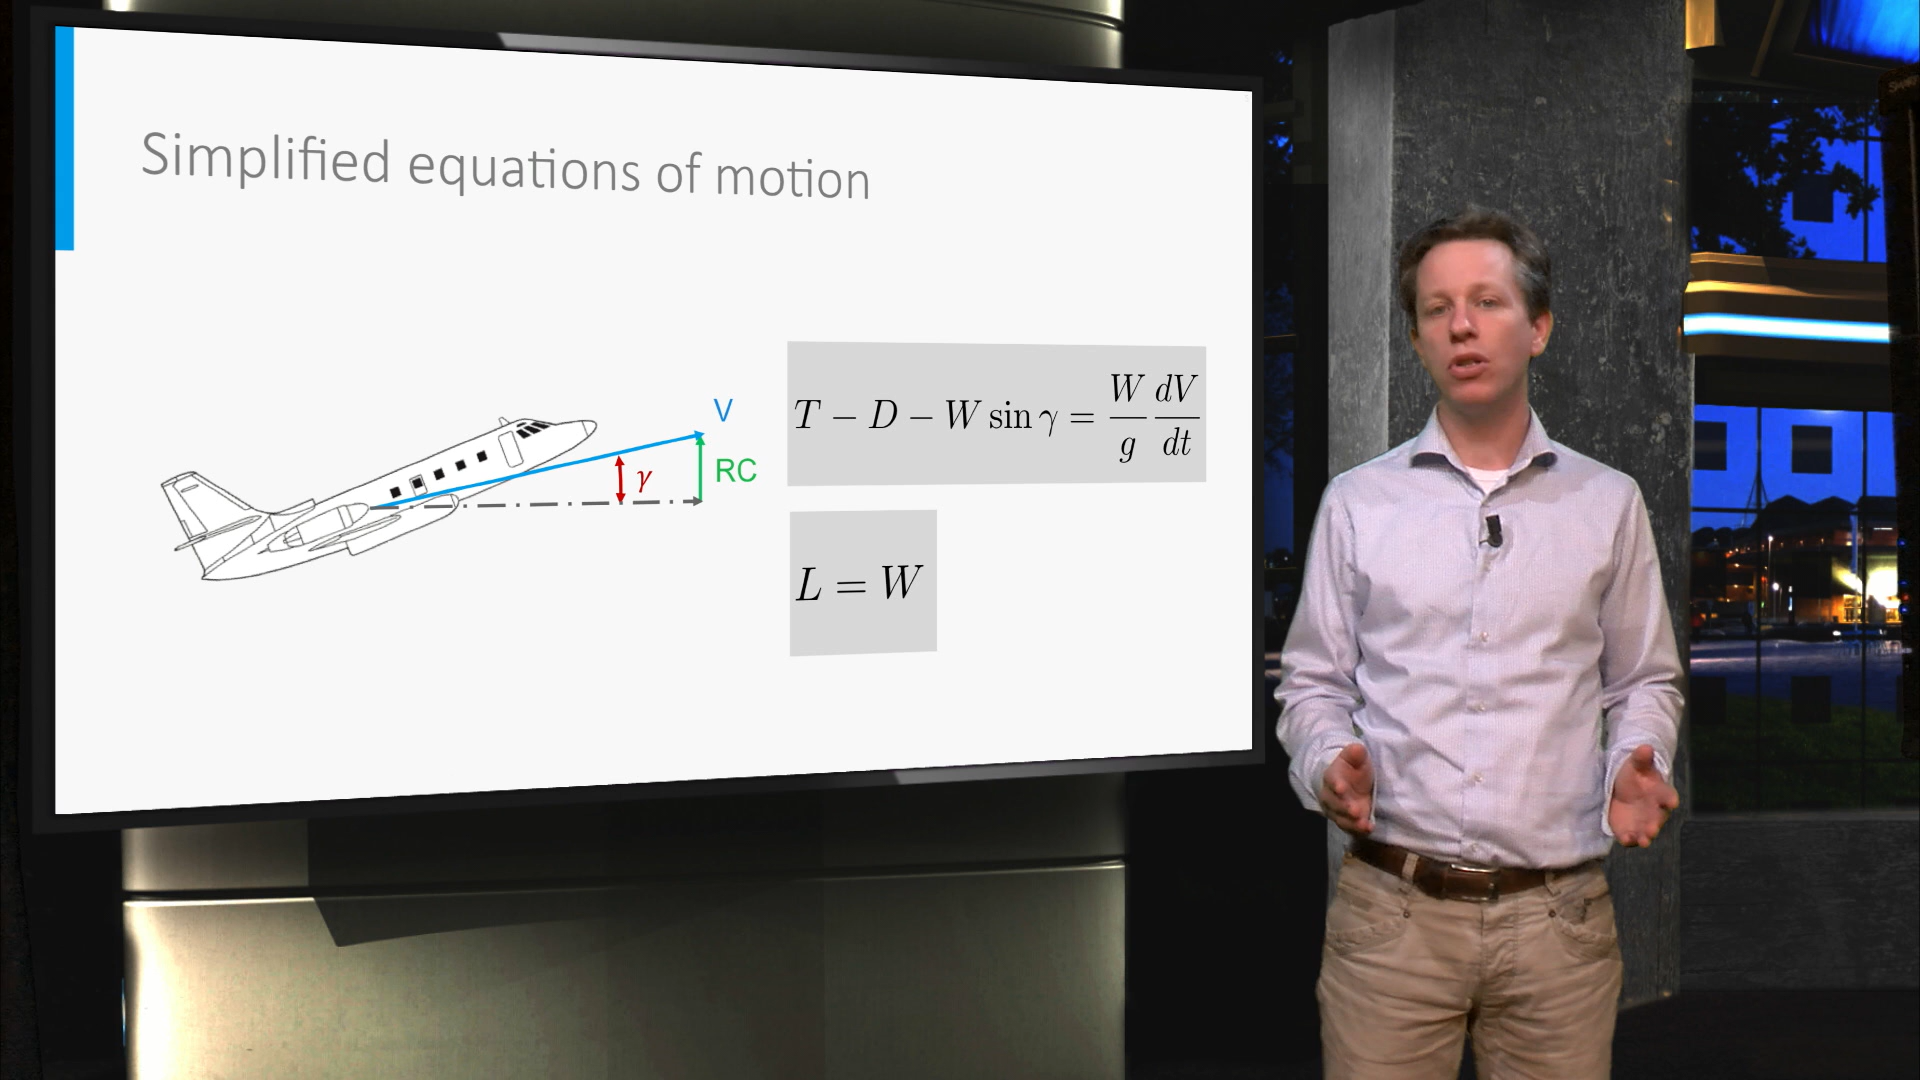 Simplified equations of motion
V
RC
γ
T − D − W sin γ = W/g dV/dt
L = W